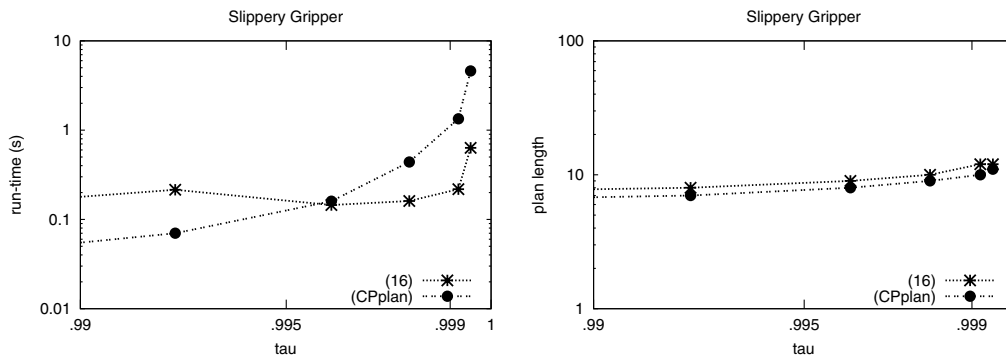 Slippery Gripper
10
1
0.1
0.01
run-time (s)
(16)
(CPplan)
.99
.995
.999
1
tau
Slippery Gripper
100
10
1
plan length
(16)
(CPplan)
.99
.995
.999
tau